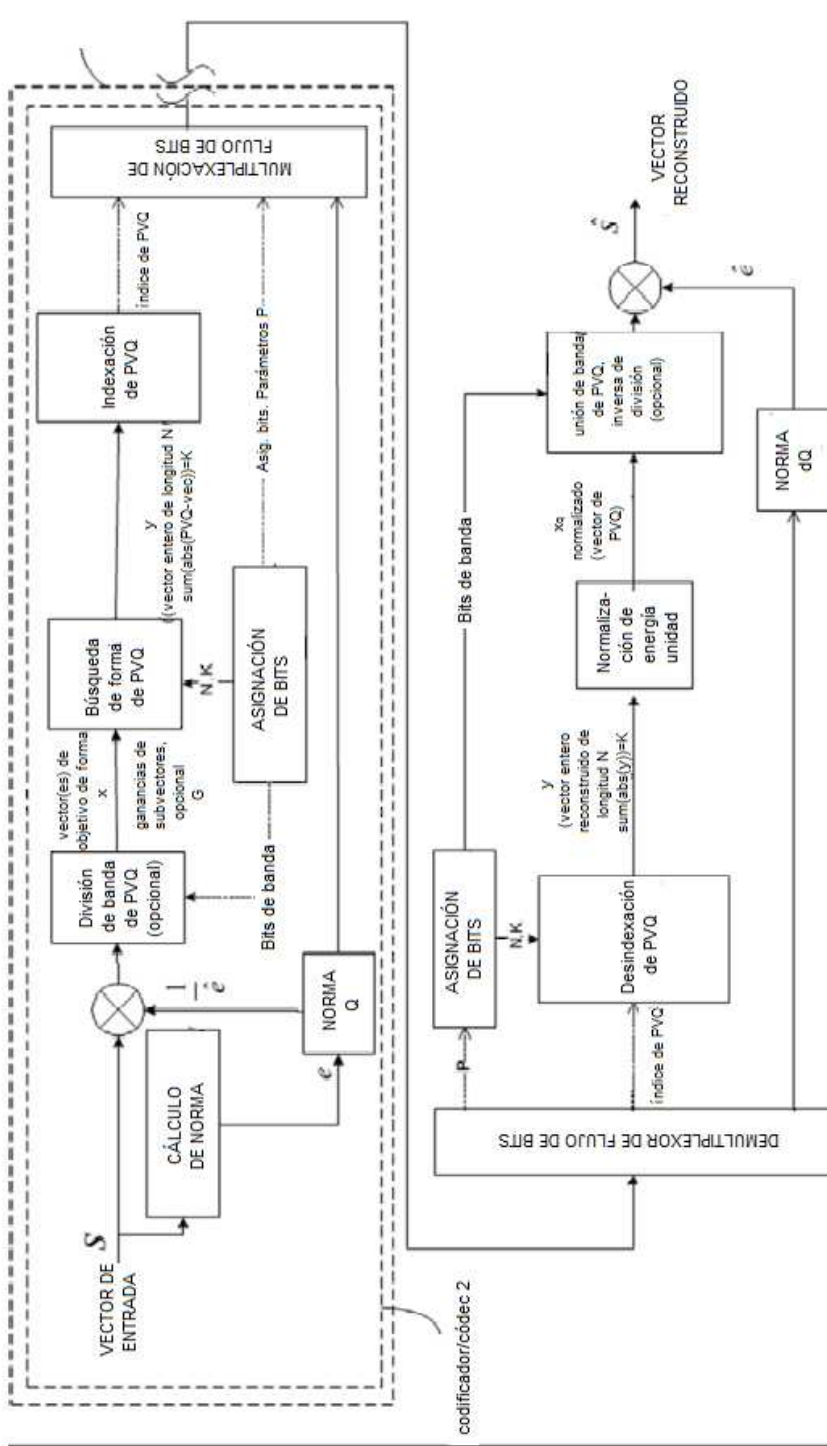 VECTOR DE
ENTRADA
S
CÁLCULO
DE NORMA
e
NORMA
Q
1
ê
División
de banda
de PVQ
(opcional)
Bits de banda
vector(es) de
objetivo de forma
x
ganancias de
subvectores,
opcional
G
Búsqueda
de forma
de PVQ
N,K
ASIGNACIÓN
DE BITS
y
((vector entero de longitud N
sum(abs(PVQ-vec))=K
Indexación
de PVQ
índice de PVQ
Asig. bits. Parámetros P
MULTIPLEXACIÓN DE
FLUJO DE BITS
codificador/códec 2
DEMULTIPLEXOR DE FLUJO DE BITS
P
índice de PVQ
ASIGNACIÓN
DE BITS
N,K
Desindexación
de PVQ
Bits de banda
y
(vector entero
reconstruido de
longitud N
sum(abs(y))=K
Normaliza-
ción de
energía
unidad
xq
normalizado
(vector de
PVQ)
unión de banda
de PVQ,
inversa de
división
(opcional)
NORMA
dQ
ê
ŝ
VECTOR
RECONSTRUIDO